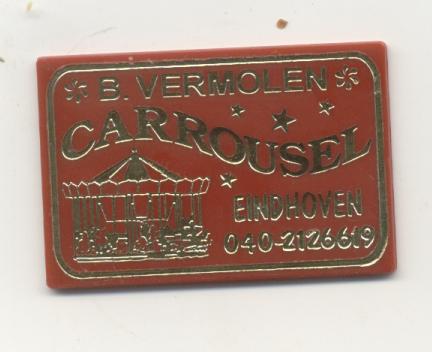 B. VERMOLEN
CARROUSEL
EINDHOVEN
040-2126619